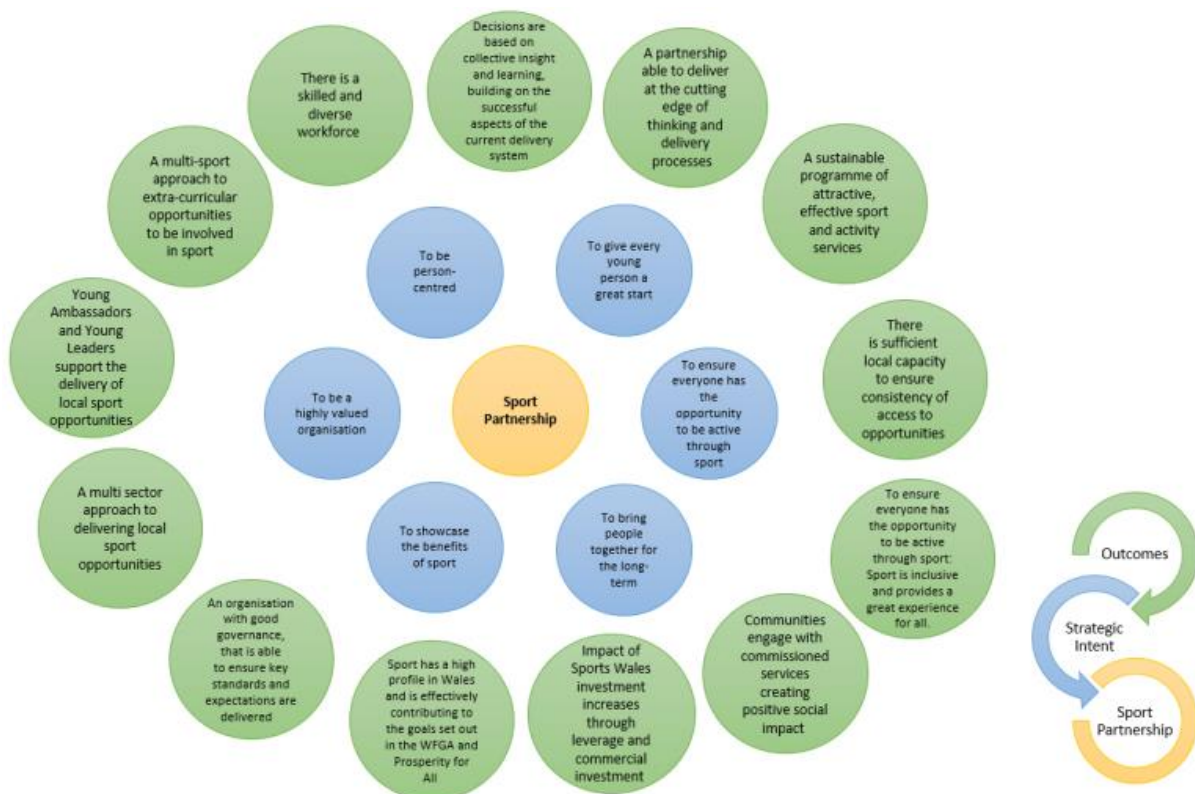 Decisions are
based on
collective insight
and learning,
building on the
successful
aspects of the
current delivery
system
A partnership
able to deliver
at the cutting
edge of
thinking and
delivery
processes
A sustainable
programme of
attractive,
effective sport
and activity
services
There
is sufficient
local capacity
to ensure
consistency of
access to
opportunities
To ensure
everyone has
the opportunity
to be active
through sport:
Sport is inclusive
and provides a
great experience
for all.
Communities
engage with
commissioned
services
creating
positive social
impact
Impact of
Sports Wales
investment
increases
through
leverage and
commercial
investment
Sport has a high
profile in Wales
and is effectively
contributing to
the goals set out
in the WFGA and
Prosperity for
All
An organisation
with good
governance,
that is able
to ensure key
standards and
expectations are
delivered
A multi sector
approach to
delivering local
sport
opportunities
Young
Ambassadors
and Young
Leaders
support the
delivery of
local sport
opportunities
A multi-sport
approach to
extra-curricular
opportunities
to be involved
in sport
There is a
skilled and
diverse
workforce
To be
person-
centred
To give every
young
person a
great start
To ensure
everyone has
the
opportunity
to be active
through
sport
To bring
people
together for
the long-
term
To showcase
the benefits
of sport
To be a
highly valued
organisation
Sport
Partnership
Outcomes
Strategic
Intent
Sport
Partnership